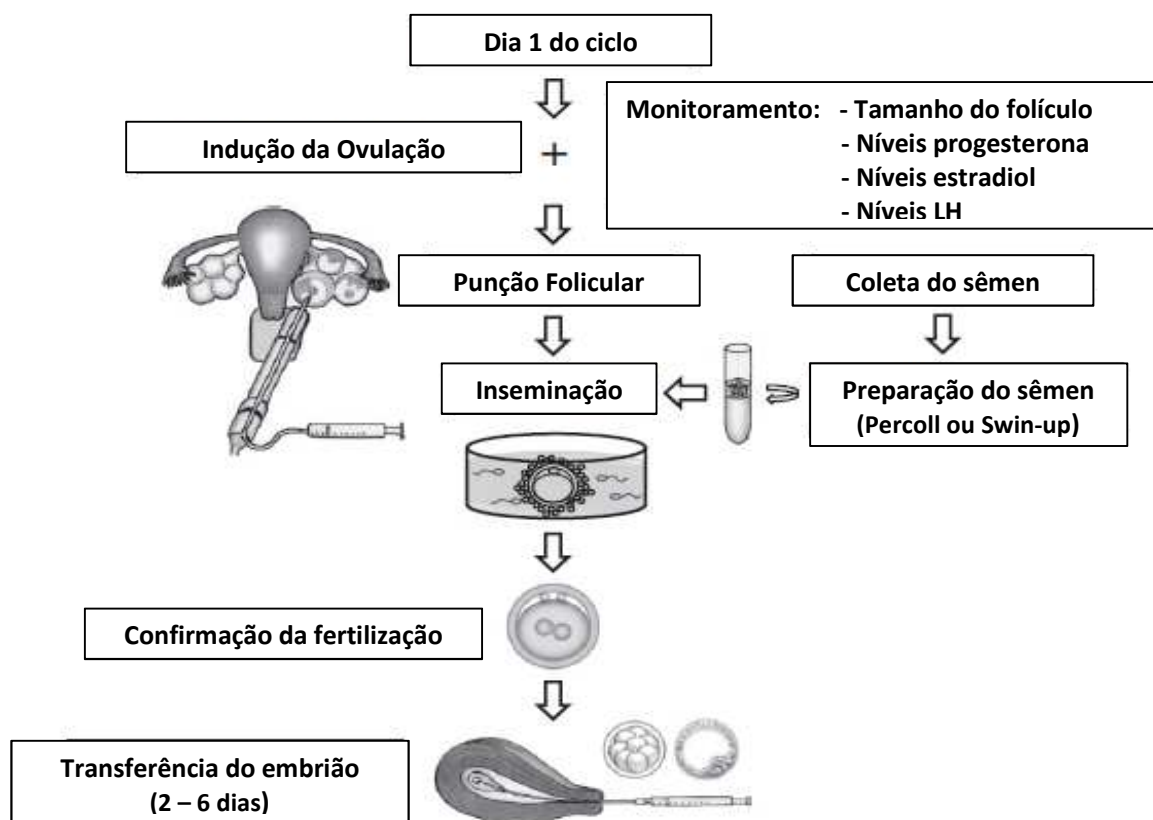 Dia 1 do ciclo
Monitoramento: - Tamanho do folículo
- Níveis progesterona
- Níveis estradiol
- Níveis LH
Indução da Ovulação
+
Punção Folicular
Coleta do sêmen
Inseminação
Preparação do sêmen
(Percoll ou Swin-up)
Confirmação da fertilização
Transferência do embrião
(2 – 6 dias)